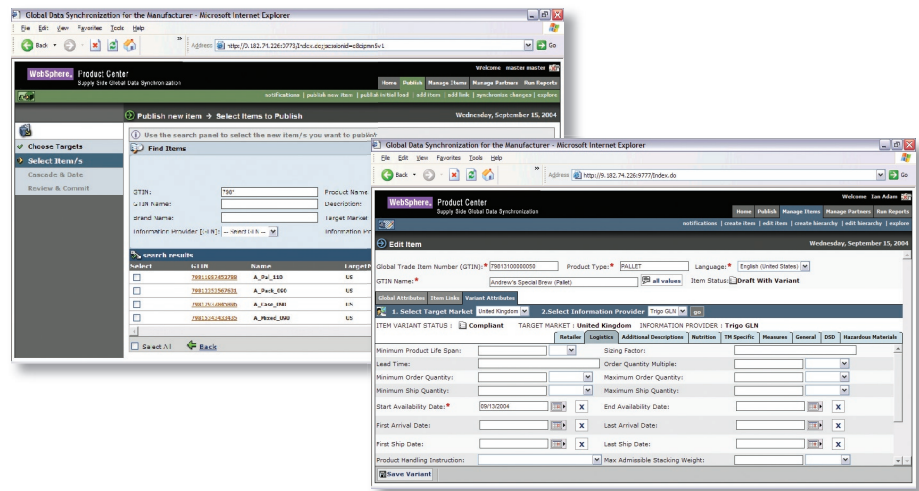 Global Data Synchronization for the Manufacturer - Microsoft Internet Explorer
File Edit View Favorites Tools Help
Back
Address
Go
WebSphere. Product Center
Supply Side Global Data Synchronization
Welcome master master
Home Publish Manage Items Manage Partners Run Reports
notifications | publish new item | publish initial load | add item | add link | synchronize changes | explore
Publish new item → Select Items to Publish
Wednesday, September 15, 2004
Use the search panel to select the new item/s you want to publish
Choose Targets
Select Item/s
Cascade & Date
Review & Commit
Find Items
GTIN: "798"
Product Name
GTIN Name:
Description:
Brand Name:
Target Market
Information Provider [GLN]: -- Select GLN --
Information Pr
search results
Select GTIN Name Target
A_Pal_110 US
A_Pack_090 US
US
US
Select All Back
Global Data Synchronization for the Manufacturer - Microsoft Internet Explorer
File Edit View Favorites Tools Help
Back
Address http://9.182.74.226:9777/Index.do
Go
WebSphere. Product Center
Supply Side Global Data Synchronization
Welcome Ian Adam
Home Publish Manage Items Manage Partners Run Reports
notifications | create item | edit item | create hierarchy | edit hierarchy | explore
Edit Item
Wednesday, September 15, 2004
Global Trade Item Number (GTIN):* 79813100000050 Product Type:* PALLET Language:* English (United States)
GTIN Name:* Andrew's Special Brew (Pallet) all values Item Status: Draft With Variant
Global Attributes Item Links Variant Attributes
1. Select Target Market United Kingdom 2.Select Information Provider Trigo GLN go
ITEM VARIANT STATUS : Compliant TARGET MARKET : United Kingdom INFORMATION PROVIDER : Trigo GLN
Retailer Logistics Additional Descriptions Nutrition TM Specific Measures General DSD Hazardous Materials
Minimum Product Life Span: Sizing Factor:
Lead Time: Order Quantity Multiple:
Minimum Order Quantity: Maximum Order Quantity:
Minimum Ship Quantity: Maximum Ship Quantity:
Start Availability Date:* 09/13/2004 X End Availability Date: X
First Arrival Date: X Last Arrival Date: X
First Ship Date: X Last Ship Date: X
Product Handling Instruction: Max Admissible Stacking Weight:
Save Variant